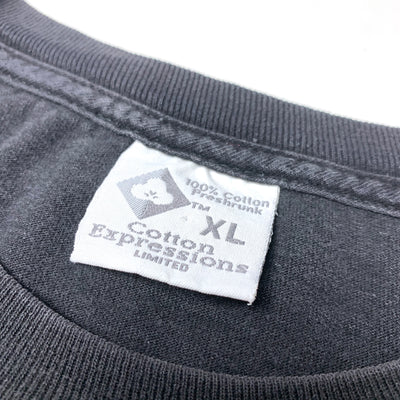 100% Cotton
Preshrunk
™ XL
Cotton
Expressions
LIMITED